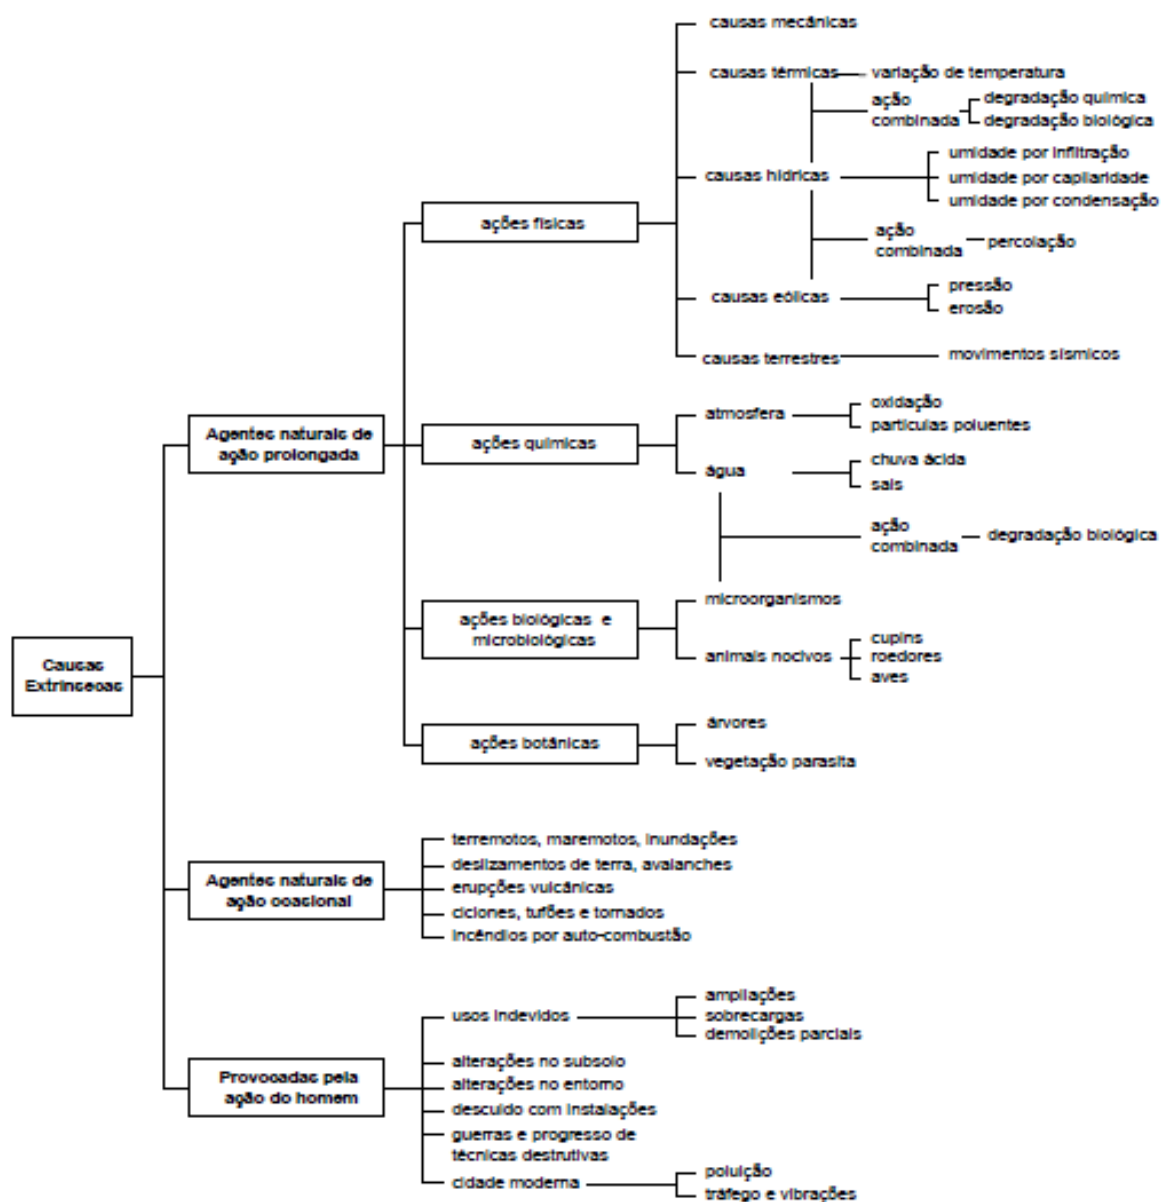 causas mecânicas
causas térmicas
variação de temperatura
ação
combinada
degradação química
degradação biológica
causas hídricas
umidade por infiltração
umidade por capilaridade
umidade por condensação
ações físicas
ação
combinada
percolação
causas eólicas
pressão
erosão
causas terrestres
movimentos sísmicos
Agentes naturais de
ação prolongada
ações químicas
atmosfera
oxidação
partículas poluentes
água
chuva ácida
sais
ação
combinada
degradação biológica
ações biológicas e
microbiológicas
microorganismos
animais nocivos
cupins
roedores
aves
Causas
Extrínsecas
ações botânicas
árvores
vegetação parasita
Agentes naturais de
ação ocasional
terremotos, maremotos, inundações
deslizamentos de terra, avalanches
erupções vulcânicas
ciclones, tufões e tornados
incêndios por auto-combustão
Provocadas pela
ação do homem
usos indevidos
ampliações
sobrecargas
demolições parciais
alterações no subsolo
alterações no entorno
descuido com instalações
guerras e progresso de
técnicas destrutivas
cidade moderna
poluição
tráfego e vibrações